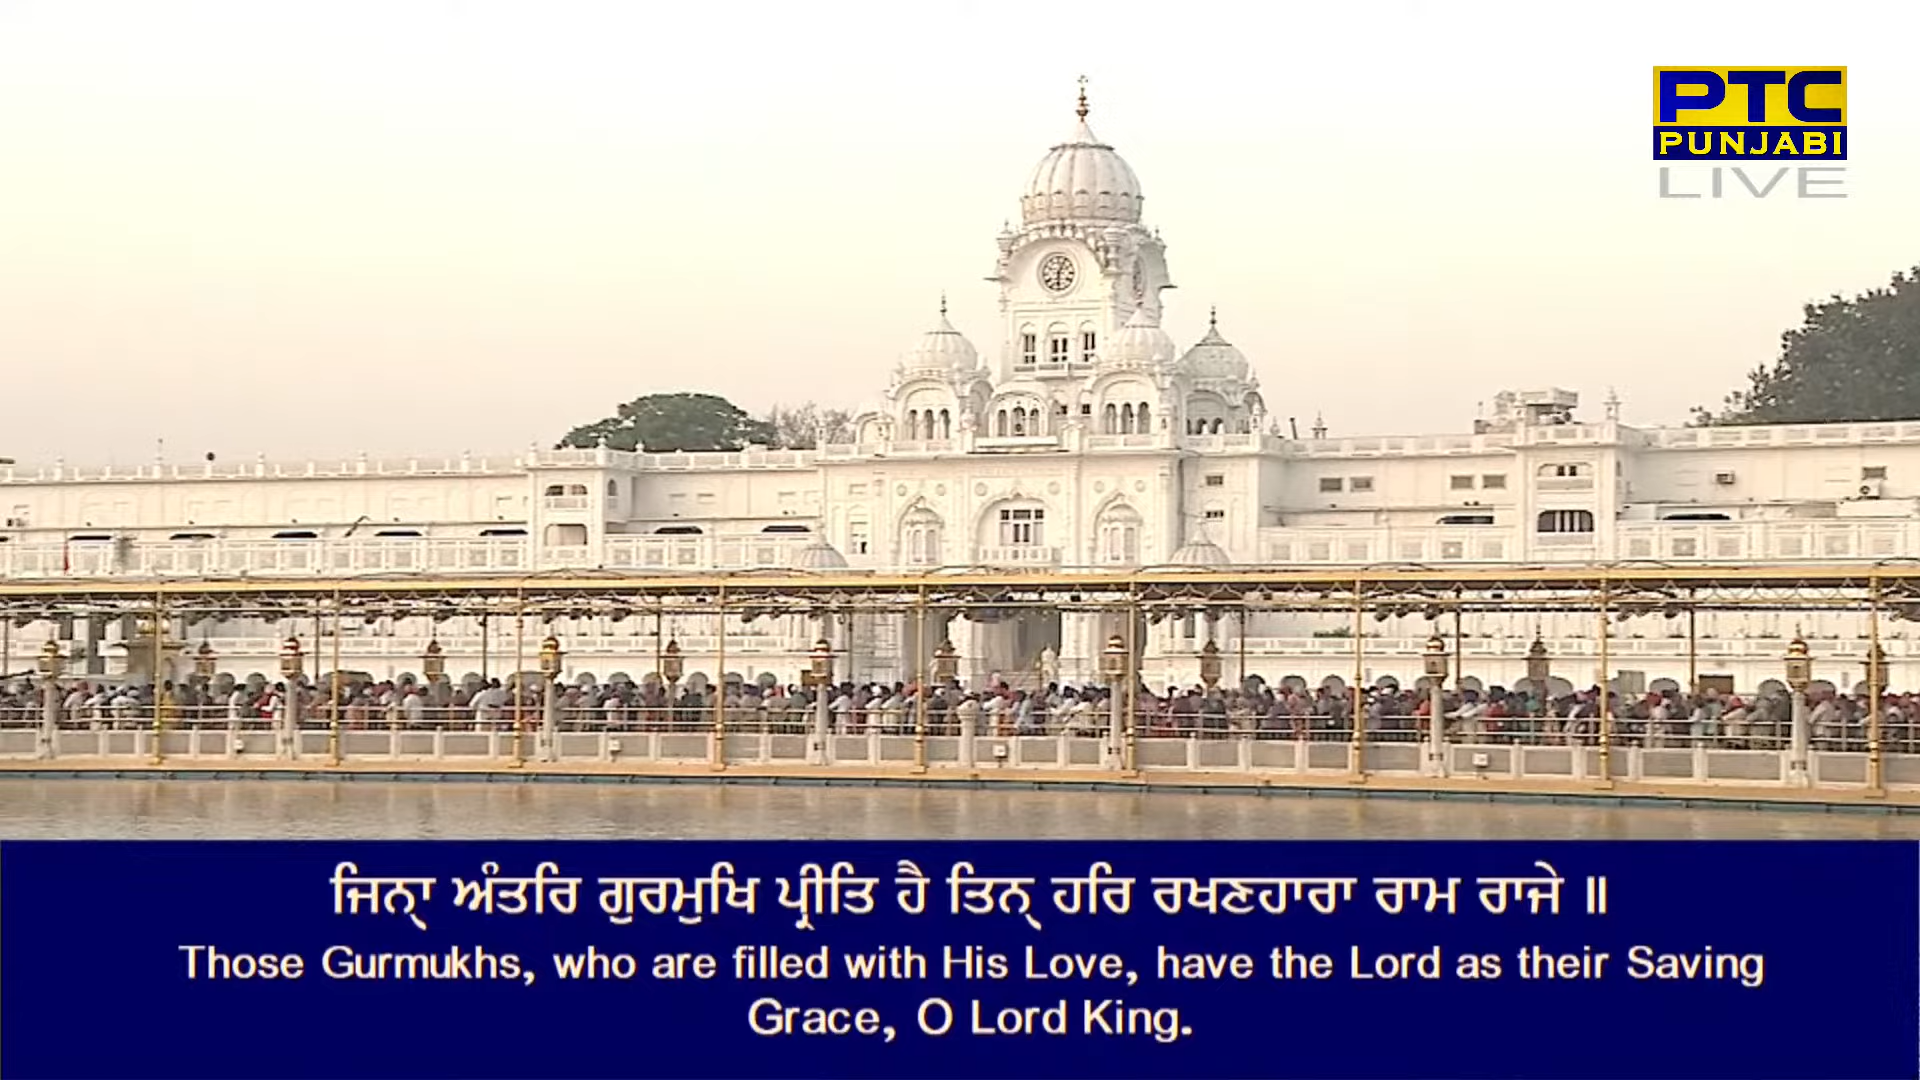 PTC
PUNJABI
LIVE
ਜਿਨ੍ਹਾ ਅੰਤਰਿ ਗੁਰਮੁਖਿ ਪ੍ਰੀਤਿ ਹੈ ਤਿਨ੍ ਹਰਿ ਰਖਣਹਾਰਾ ਰਾਮ ਰਾਜੇ ॥
Those Gurmukhs, who are filled with His Love, have the Lord as their Saving
Grace, O Lord King.